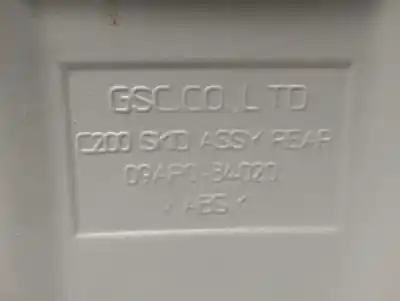 GSC.CO.,LTD
C200 SKID ASSY REAR
09AP0-34020
>ABS<